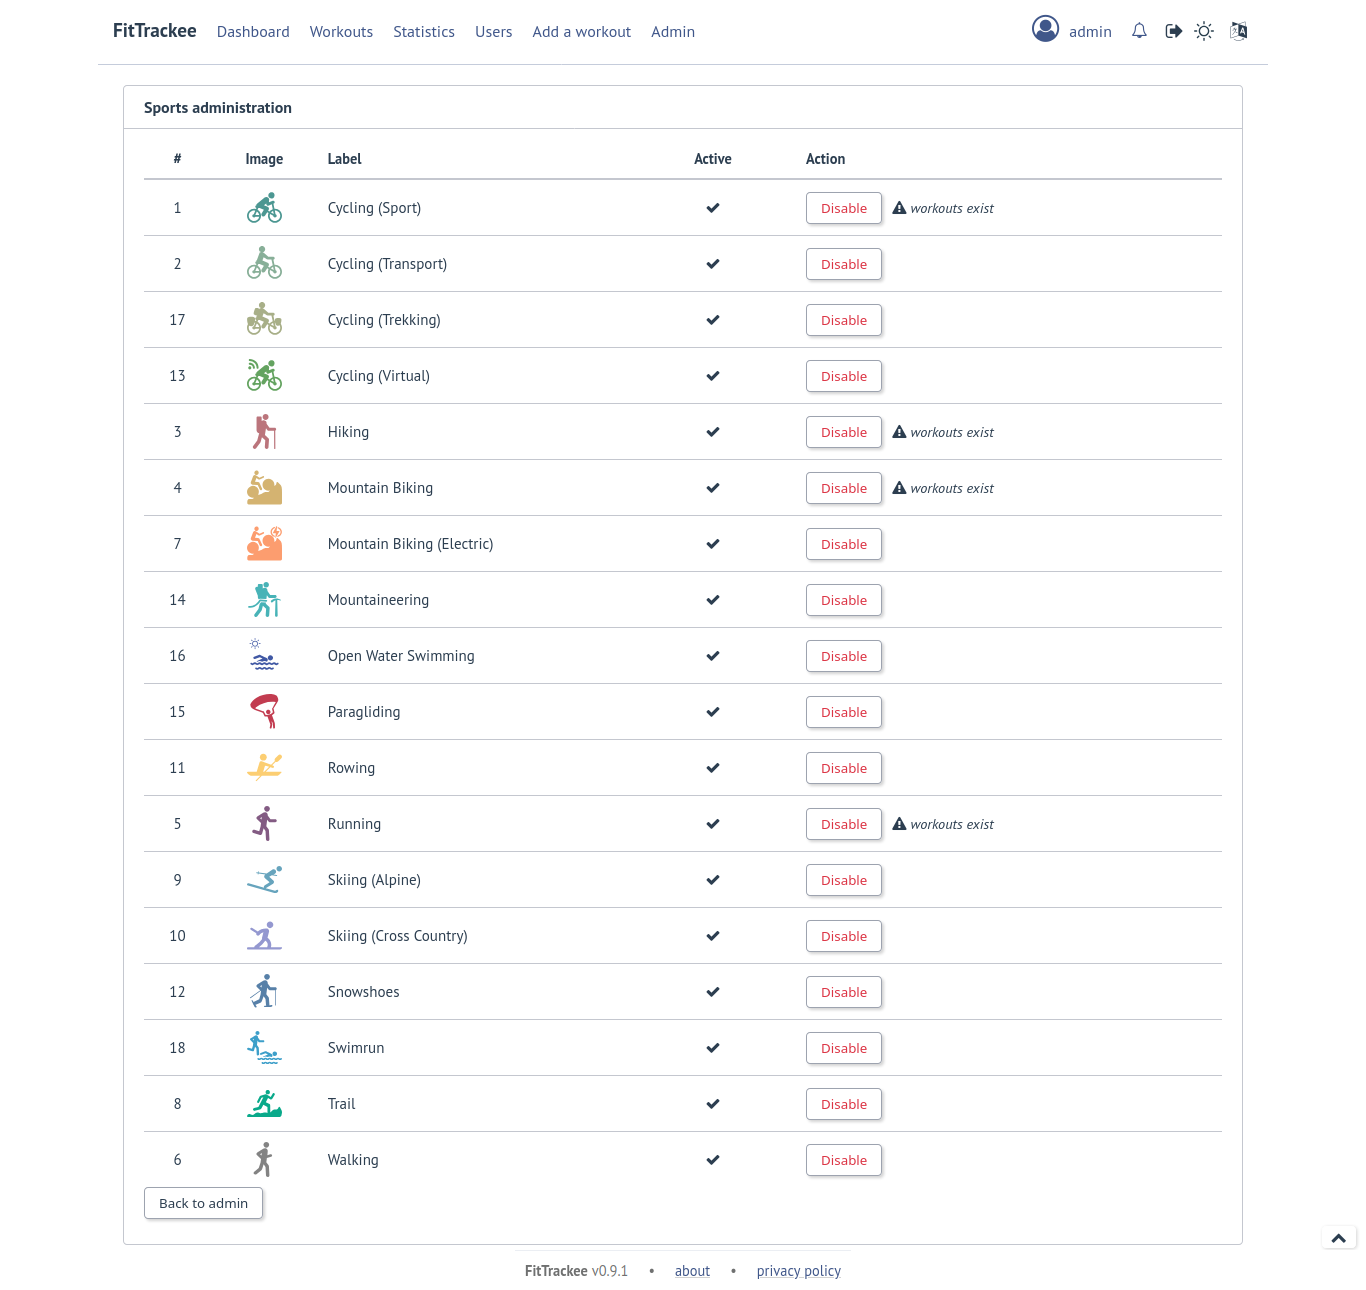 FitTrackee Dashboard Workouts Statistics Users Add a workout Admin admin
Sports administration
# Image Label Active Action
1 Cycling (Sport) Disable workouts exist
2 Cycling (Transport) Disable
17 Cycling (Trekking) Disable
13 Cycling (Virtual) Disable
3 Hiking Disable workouts exist
4 Mountain Biking Disable workouts exist
7 Mountain Biking (Electric) Disable
14 Mountaineering Disable
16 Open Water Swimming Disable
15 Paragliding Disable
11 Rowing Disable
5 Running Disable workouts exist
9 Skiing (Alpine) Disable
10 Skiing (Cross Country) Disable
12 Snowshoes Disable
18 Swimrun Disable
8 Trail Disable
6 Walking Disable
Back to admin
FitTrackee v0.9.1 • about • privacy policy